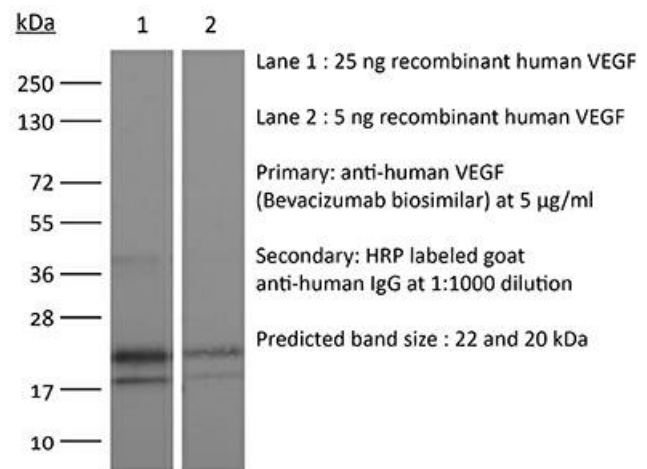 kDa
1 2
250
130
72
55
36
28
17
10
Lane 1 : 25 ng recombinant human VEGF
Lane 2 : 5 ng recombinant human VEGF
Primary: anti-human VEGF
(Bevacizumab biosimilar) at 5 µg/ml
Secondary: HRP labeled goat
anti-human IgG at 1:1000 dilution
Predicted band size : 22 and 20 kDa